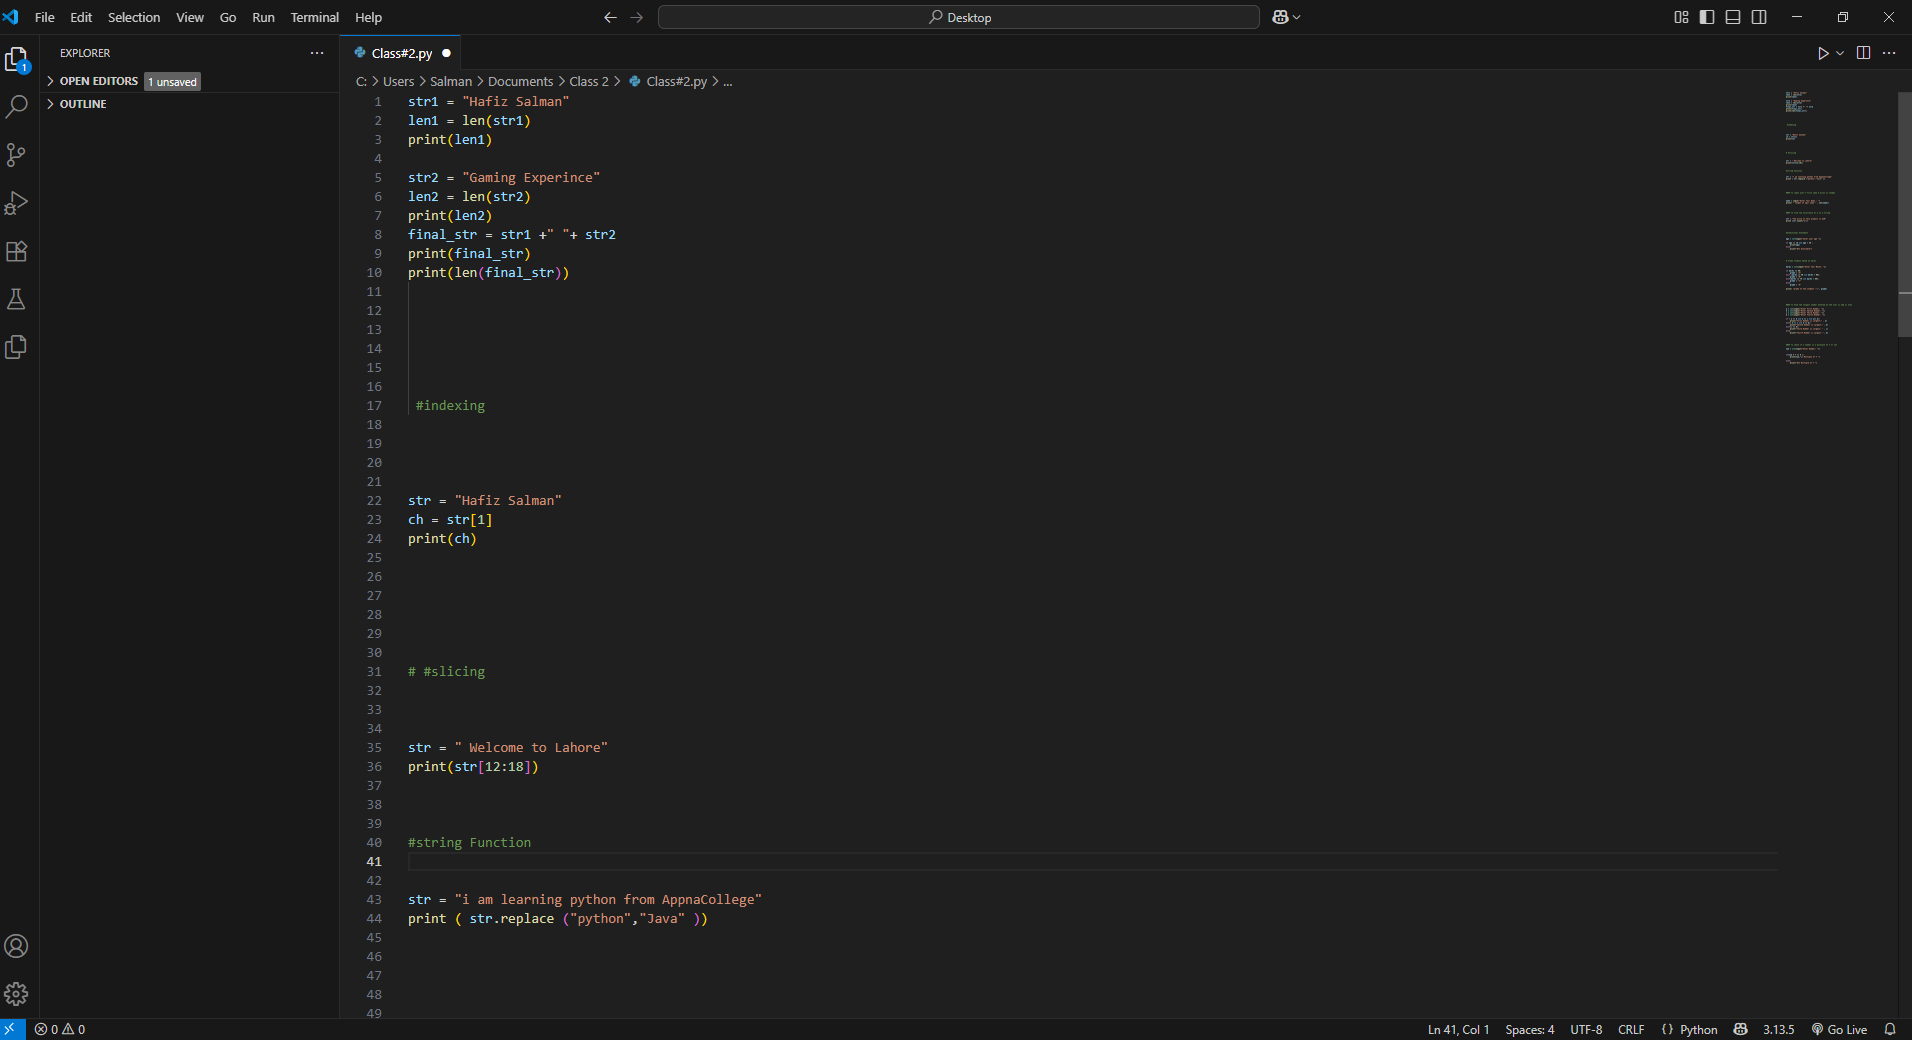 File Edit Selection View Go Run Terminal Help
Desktop
EXPLORER
1
OPEN EDITORS 1 unsaved
OUTLINE
Class#2.py
C: > Users > Salman > Documents > Class 2 > Class#2.py > ...
1 str1 = "Hafiz Salman"
2 len1 = len(str1)
3 print(len1)
4
5 str2 = "Gaming Experince"
6 len2 = len(str2)
7 print(len2)
8 final_str = str1 +" "+ str2
9 print(final_str)
10 print(len(final_str))
11
12
13
14
15
16
17 #indexing
18
19
20
21
22 str = "Hafiz Salman"
23 ch = str[1]
24 print(ch)
25
26
27
28
29
30
31 # #slicing
32
33
34
35 str = " Welcome to Lahore"
36 print(str[12:18])
37
38
39
40 #string Function
41
42
43 str = "i am learning python from AppnaCollege"
44 print ( str.replace ("python","Java" ))
45
46
47
48
49
0 0
Ln 41, Col 1 Spaces: 4 UTF-8 CRLF {} Python 3.13.5 Go Live